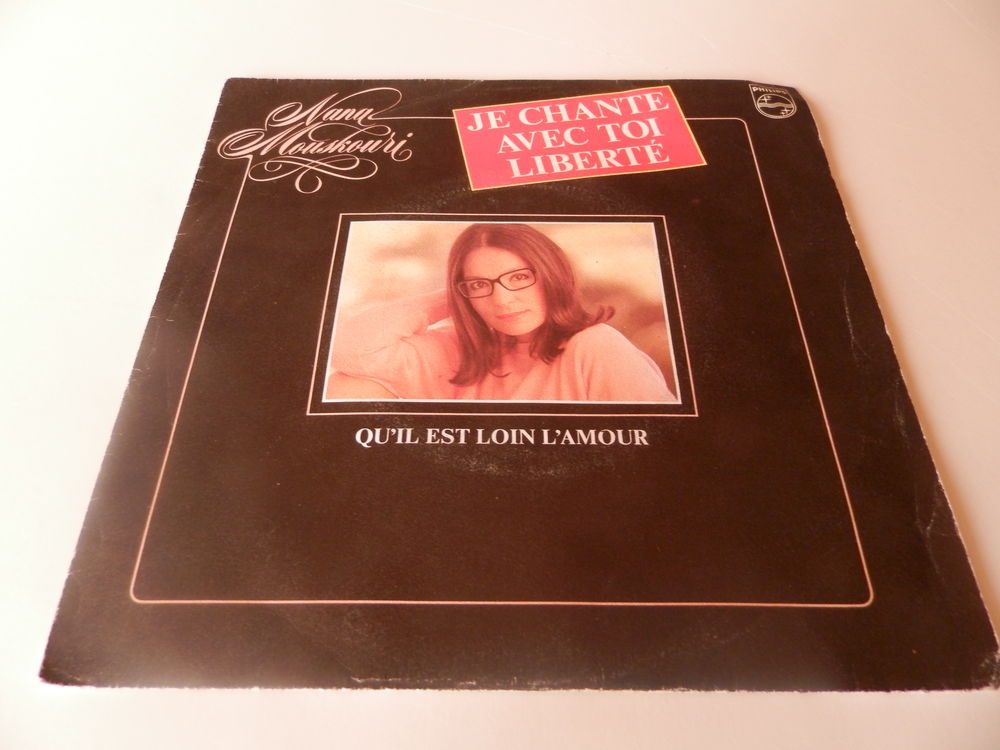 Nana
Mouskouri
JE CHANTE
AVEC TOI
LIBERTÉ
PHILIPS
QU'IL EST LOIN L'AMOUR